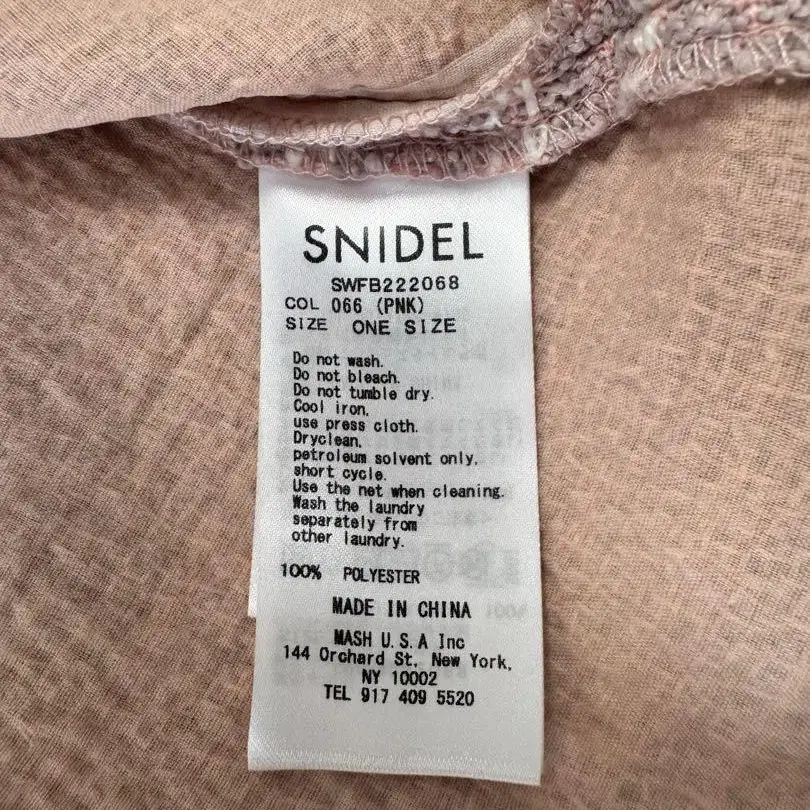 SNIDEL
SWFB222068
COL 066 (PNK)
SIZE ONE SIZE
Do not wash.
Do not bleach.
Do not tumble dry.
Cool iron,
use press cloth.
Dryclean,
petroleum solvent only,
short cycle.
Use the net when cleaning.
Wash the laundry
separately from
other laundry.
100% POLYESTER
MADE IN CHINA
MASH U.S.A Inc
144 Orchard St, New York,
NY 10002
TEL 917 409 5520